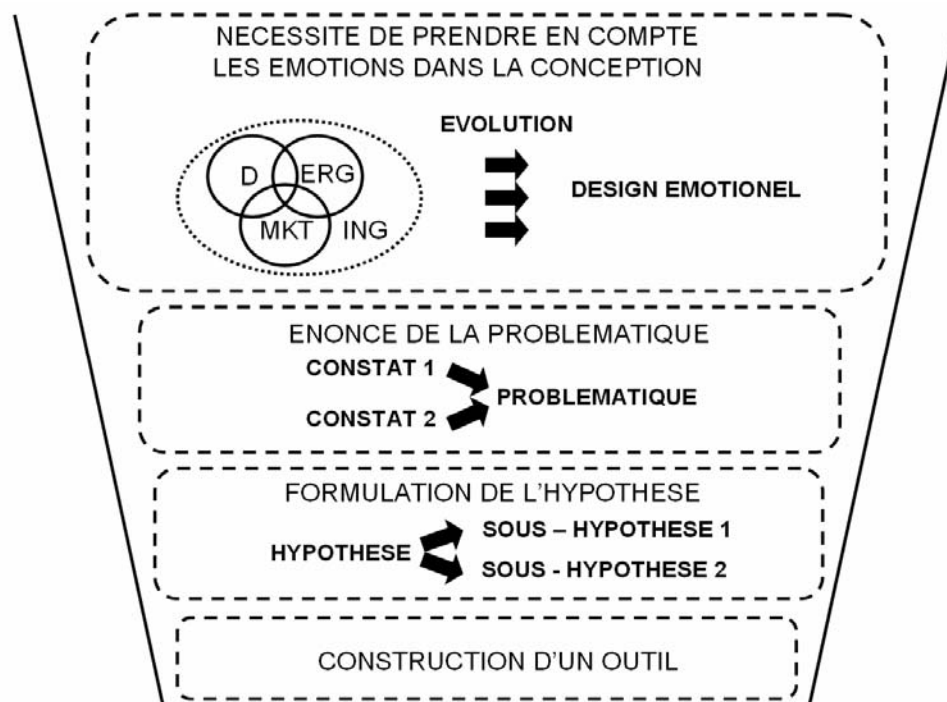 NECESSITE DE PRENDRE EN COMPTE
LES EMOTIONS DANS LA CONCEPTION
EVOLUTION
D
ERG
MKT
ING
DESIGN EMOTIONEL
ENONCE DE LA PROBLEMATIQUE
CONSTAT 1
PROBLEMATIQUE
CONSTAT 2
FORMULATION DE L'HYPOTHESE
SOUS – HYPOTHESE 1
HYPOTHESE
SOUS - HYPOTHESE 2
CONSTRUCTION D'UN OUTIL